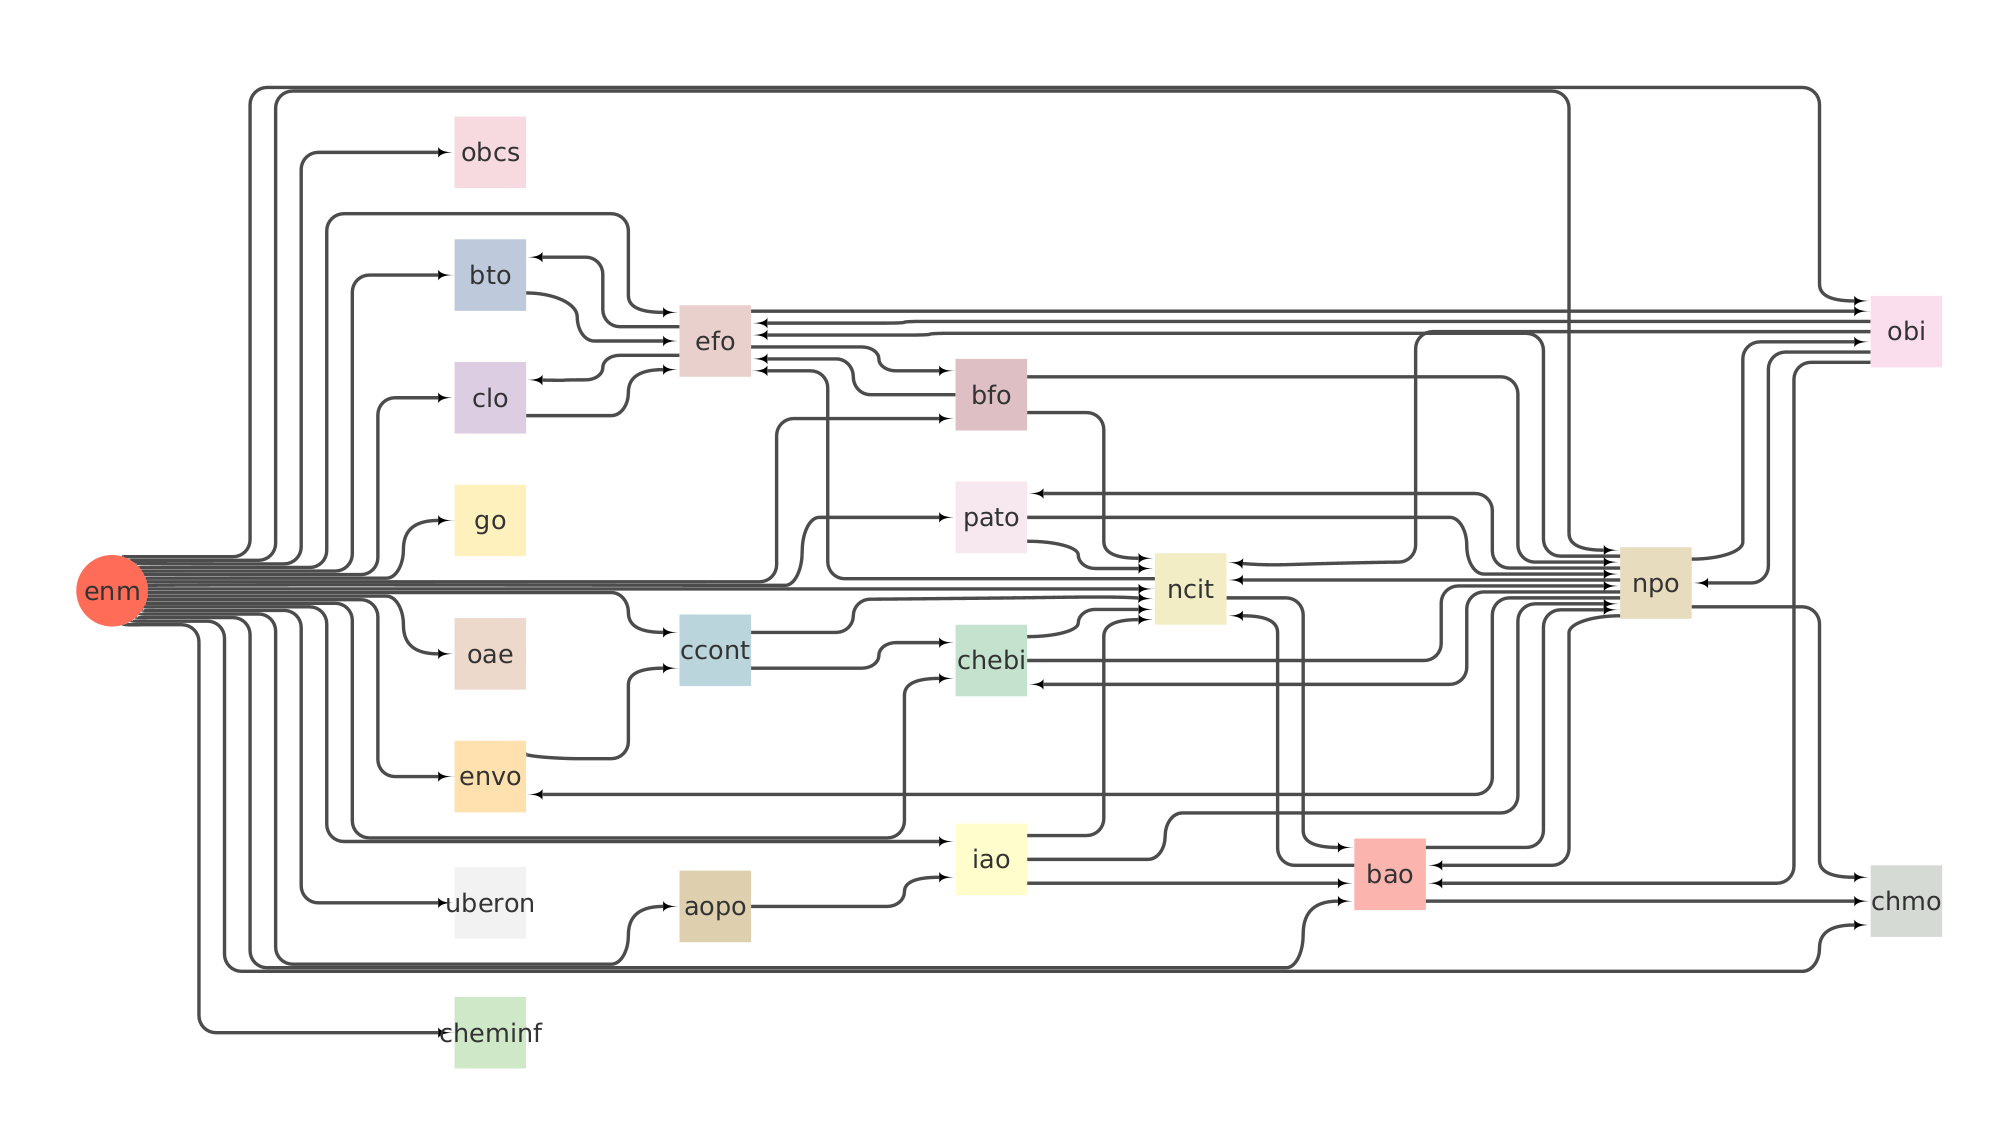 enm
obcs
bto
clo
go
oae
envo
uberon
cheminf
efo
ccont
aopo
bfo
pato
chebi
iao
ncit
bao
npo
obi
chmo